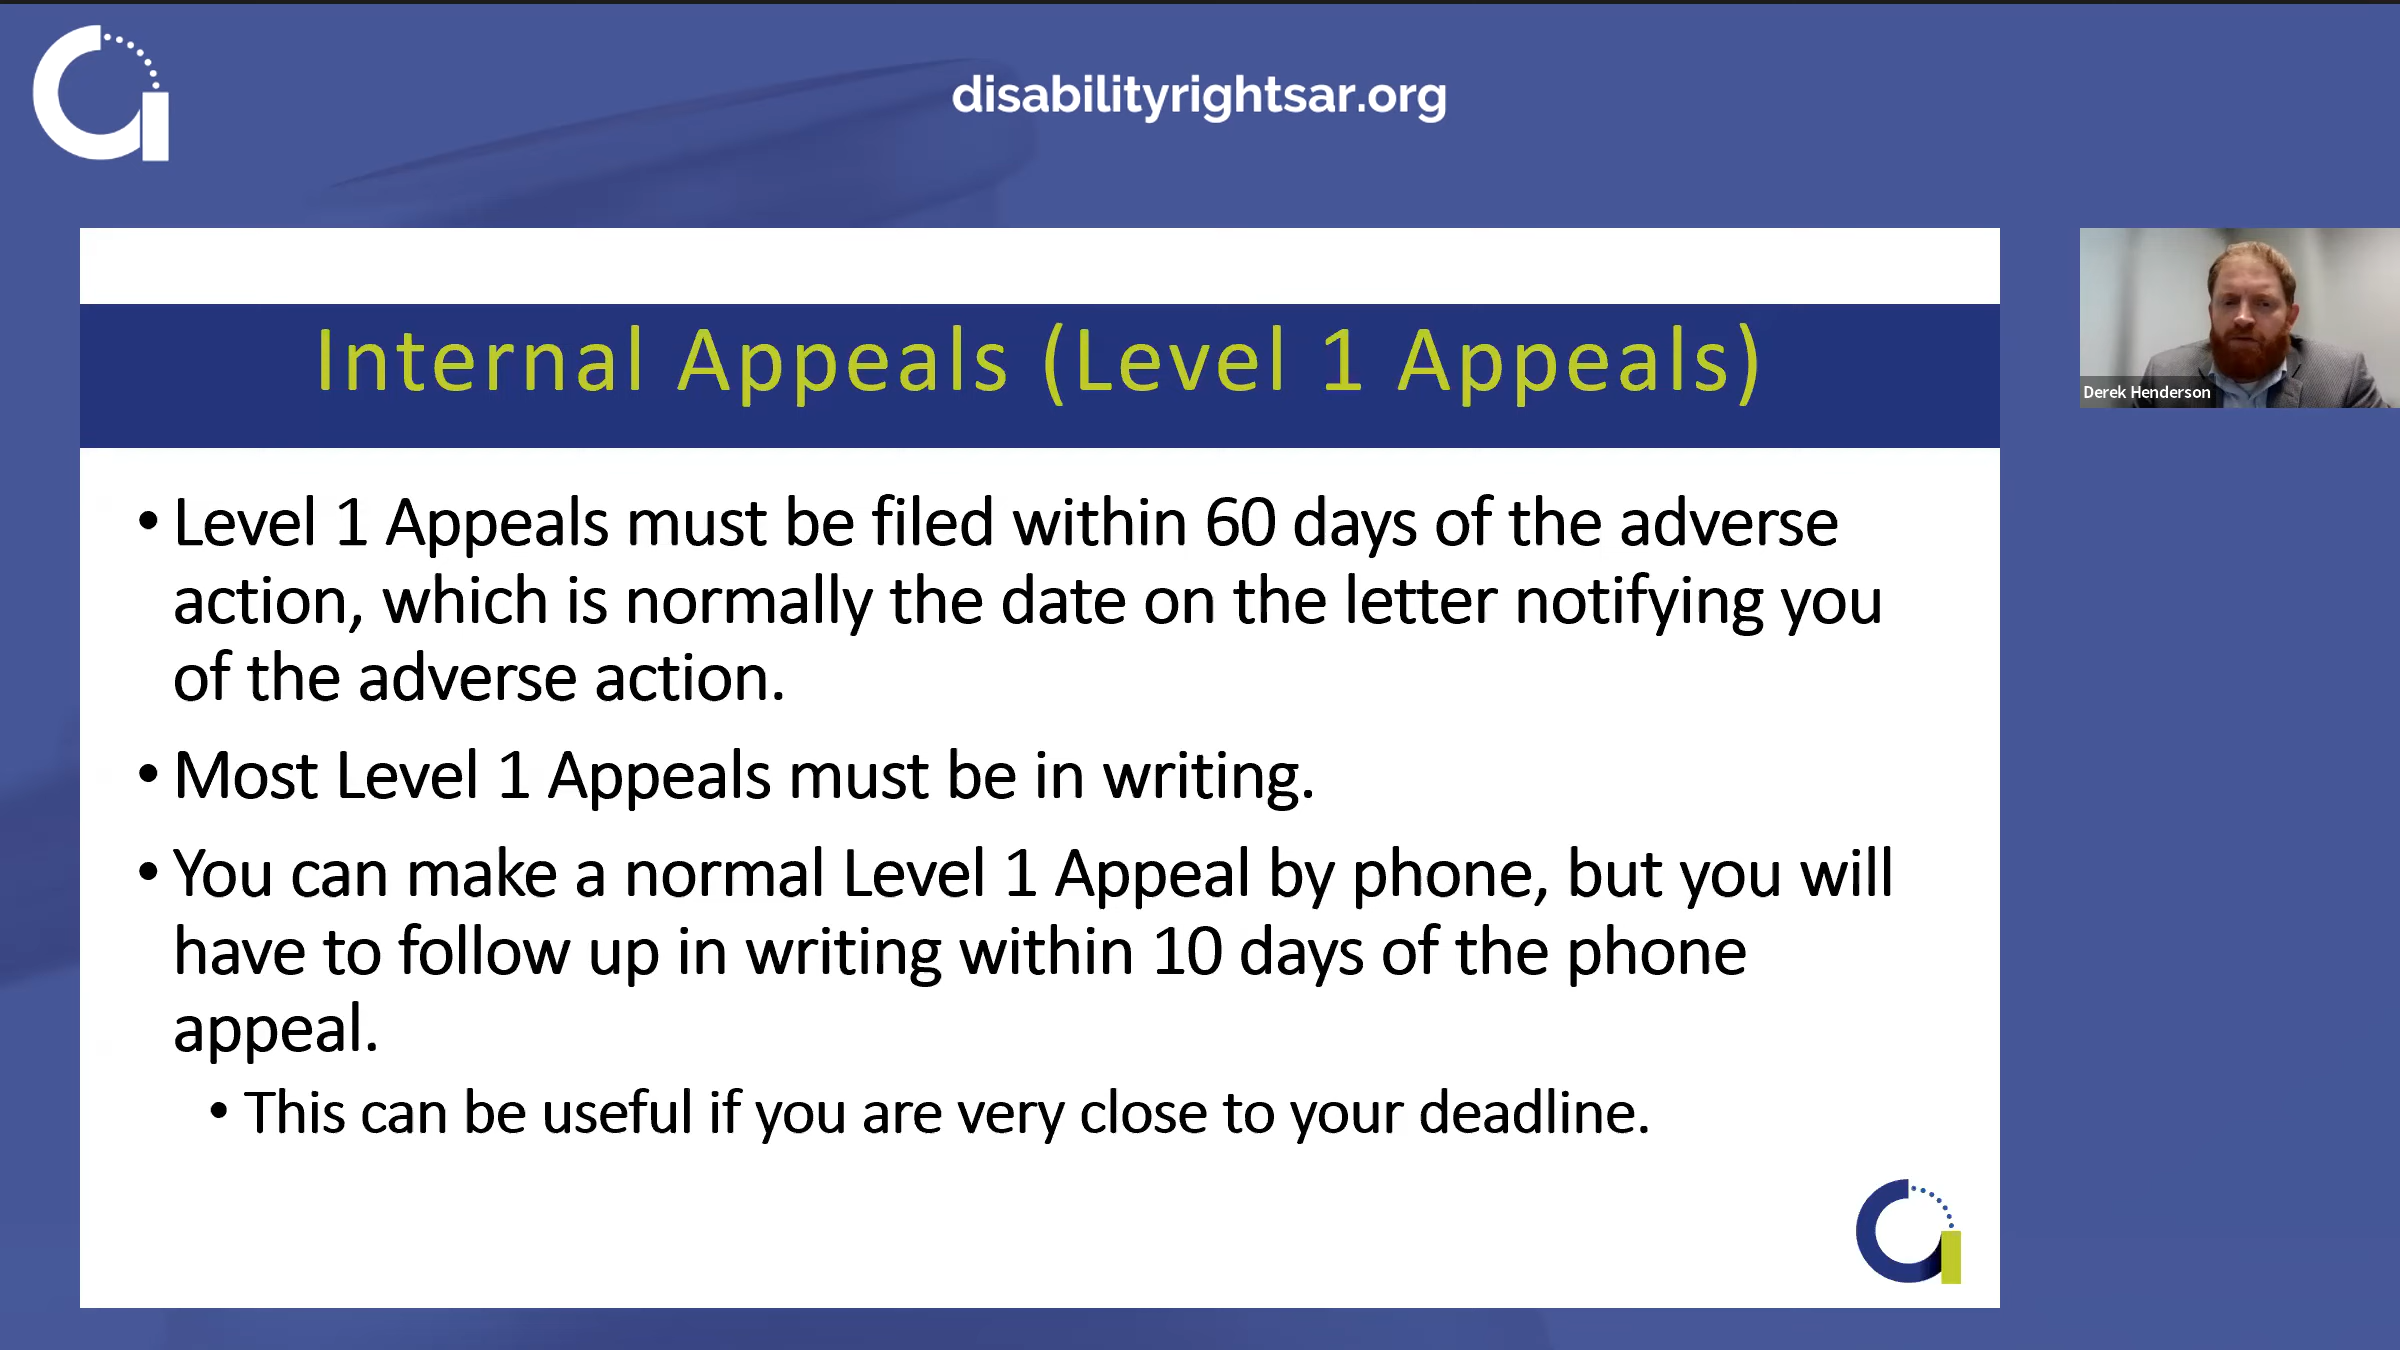 disabilityrightsar.org
Internal Appeals (Level 1 Appeals)
Derek Henderson
• Level 1 Appeals must be filed within 60 days of the adverse
action, which is normally the date on the letter notifying you
of the adverse action.
• Most Level 1 Appeals must be in writing.
• You can make a normal Level 1 Appeal by phone, but you will
have to follow up in writing within 10 days of the phone
appeal.
• This can be useful if you are very close to your deadline.